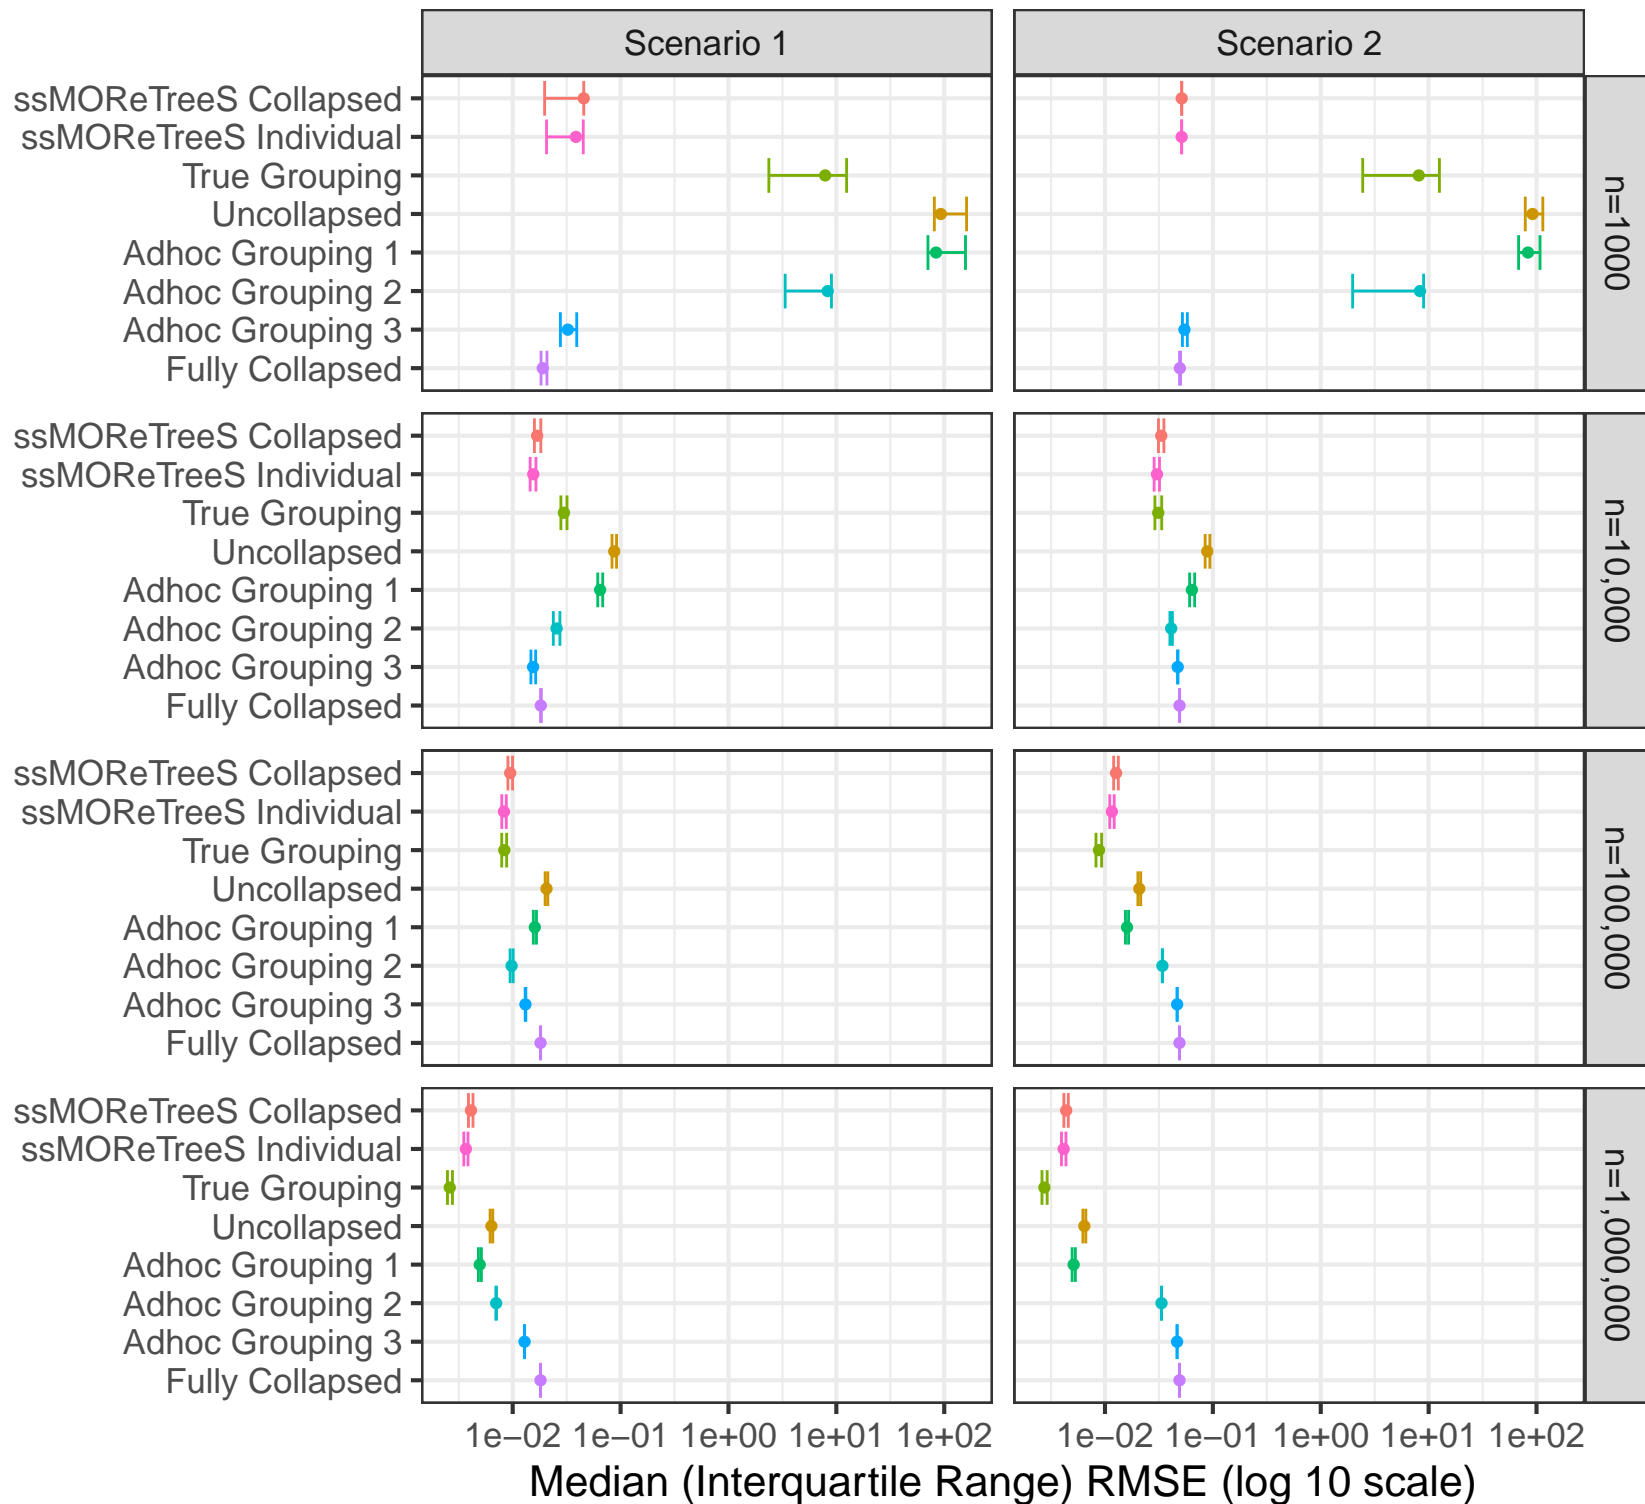 Scenario 1
Scenario 2
ssMOReTreeS Collapsed
ssMOReTreeS Individual
True Grouping
Uncollapsed
Adhoc Grouping 1
Adhoc Grouping 2
Adhoc Grouping 3
Fully Collapsed
n=1000
ssMOReTreeS Collapsed
ssMOReTreeS Individual
True Grouping
Uncollapsed
Adhoc Grouping 1
Adhoc Grouping 2
Adhoc Grouping 3
Fully Collapsed
n=10,000
ssMOReTreeS Collapsed
ssMOReTreeS Individual
True Grouping
Uncollapsed
Adhoc Grouping 1
Adhoc Grouping 2
Adhoc Grouping 3
Fully Collapsed
n=100,000
ssMOReTreeS Collapsed
ssMOReTreeS Individual
True Grouping
Uncollapsed
Adhoc Grouping 1
Adhoc Grouping 2
Adhoc Grouping 3
Fully Collapsed
n=1,000,000
1e−02 1e−01 1e+00 1e+01 1e+02
1e−02 1e−01 1e+00 1e+01 1e+02
Median (Interquartile Range) RMSE (log 10 scale)